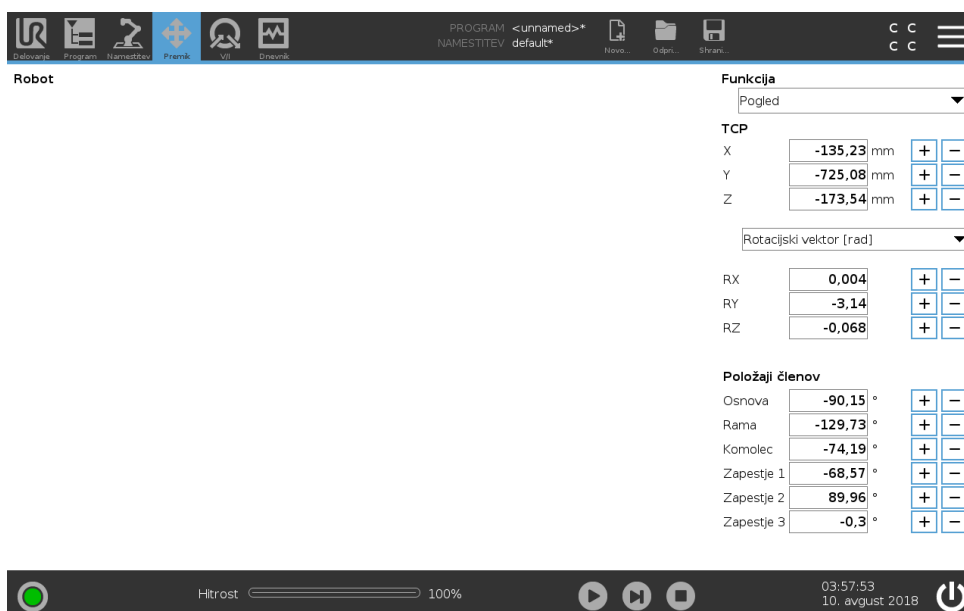 PROGRAM <unnamed>*
NAMESTITEV default*
Delovanje Program Namestitev Premik V/I Dnevnik Novo... Odpri... Shrani...
C C
C C
Robot
Funkcija
Pogled
TCP
X -135,23 mm + −
Y -725,08 mm + −
Z -173,54 mm + −
Rotacijski vektor [rad]
RX 0,004 + −
RY -3,14 + −
RZ -0,068 + −
Položaji členov
Osnova -90,15 ° + −
Rama -129,73 ° + −
Komolec -74,19 ° + −
Zapestje 1 -68,57 ° + −
Zapestje 2 89,96 ° + −
Zapestje 3 -0,3 ° + −
Hitrost 100%
03:57:53
10. avgust 2018